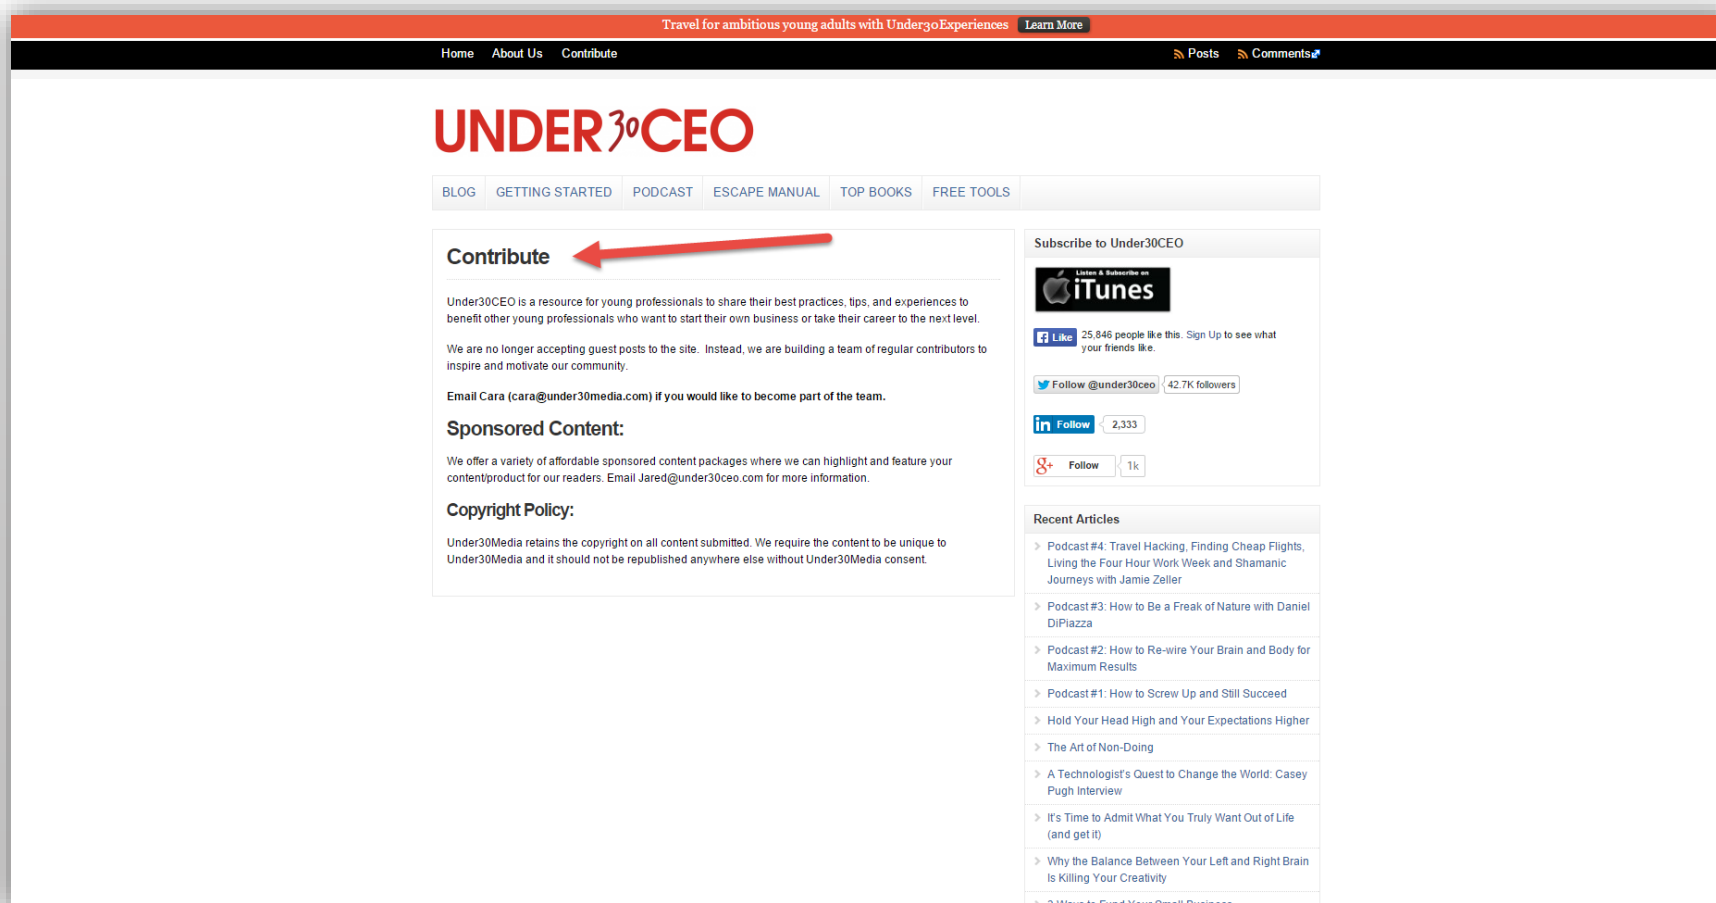 Travel for ambitious young adults with Under30Experiences Learn More
Home About Us Contribute Posts Comments
UNDER30CEO
BLOG GETTING STARTED PODCAST ESCAPE MANUAL TOP BOOKS FREE TOOLS
Contribute
Under30CEO is a resource for young professionals to share their best practices, tips, and experiences to
benefit other young professionals who want to start their own business or take their career to the next level.
We are no longer accepting guest posts to the site. Instead, we are building a team of regular contributors to
inspire and motivate our community.
Email Cara (cara@under30media.com) if you would like to become part of the team.
Sponsored Content:
We offer a variety of affordable sponsored content packages where we can highlight and feature your
content/product for our readers. Email Jared@under30ceo.com for more information.
Copyright Policy:
Under30Media retains the copyright on all content submitted. We require the content to be unique to
Under30Media and it should not be republished anywhere else without Under30Media consent.
Subscribe to Under30CEO
Listen & Subscribe on
iTunes
Like 25,846 people like this. Sign Up to see what
your friends like.
Follow @under30ceo 42.7K followers
in Follow 2,333
g+ Follow 1k
Recent Articles
Podcast #4: Travel Hacking, Finding Cheap Flights,
Living the Four Hour Work Week and Shamanic
Journeys with Jamie Zeller
Podcast #3: How to Be a Freak of Nature with Daniel
DiPiazza
Podcast #2: How to Re-wire Your Brain and Body for
Maximum Results
Podcast #1: How to Screw Up and Still Succeed
Hold Your Head High and Your Expectations Higher
The Art of Non-Doing
A Technologist's Quest to Change the World: Casey
Pugh Interview
It's Time to Admit What You Truly Want Out of Life
(and get it)
Why the Balance Between Your Left and Right Brain
Is Killing Your Creativity
Ways to Fund Your Small Business